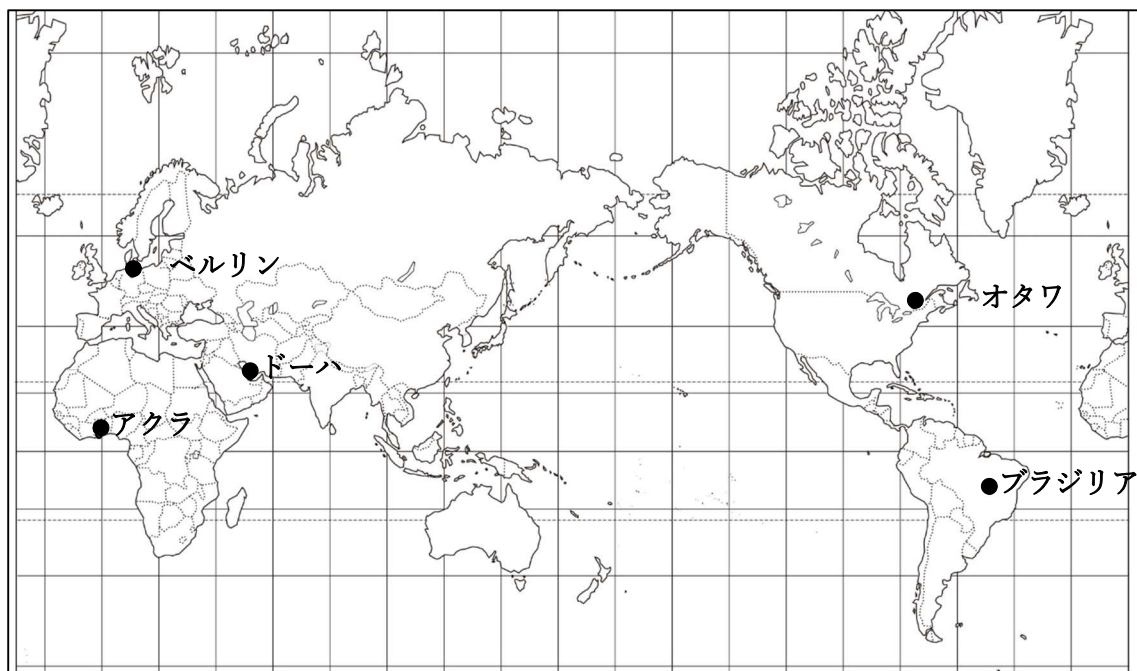 ベルリン
オタワ
ドーハ
アクラ
ブラジリア